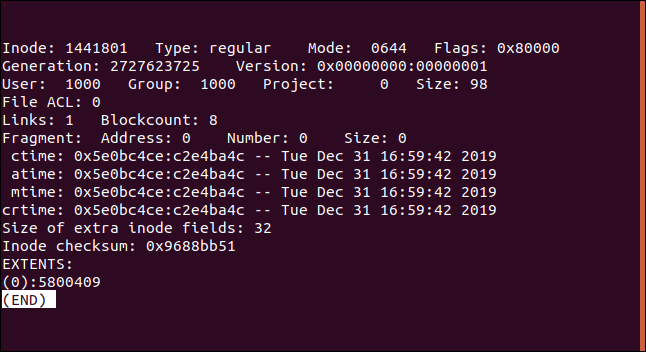 Inode: 1441801   Type: regular    Mode:  0644   Flags: 0x80000
Generation: 2727623725    Version: 0x00000000:00000001
User:  1000   Group:  1000   Project:     0   Size: 98
File ACL: 0
Links: 1   Blockcount: 8
Fragment:  Address: 0    Number: 0    Size: 0
 ctime: 0x5e0bc4ce:c2e4ba4c -- Tue Dec 31 16:59:42 2019
 atime: 0x5e0bc4ce:c2e4ba4c -- Tue Dec 31 16:59:42 2019
 mtime: 0x5e0bc4ce:c2e4ba4c -- Tue Dec 31 16:59:42 2019
crtime: 0x5e0bc4ce:c2e4ba4c -- Tue Dec 31 16:59:42 2019
Size of extra inode fields: 32
Inode checksum: 0x9688bb51
EXTENTS:
(0):5800409
(END)